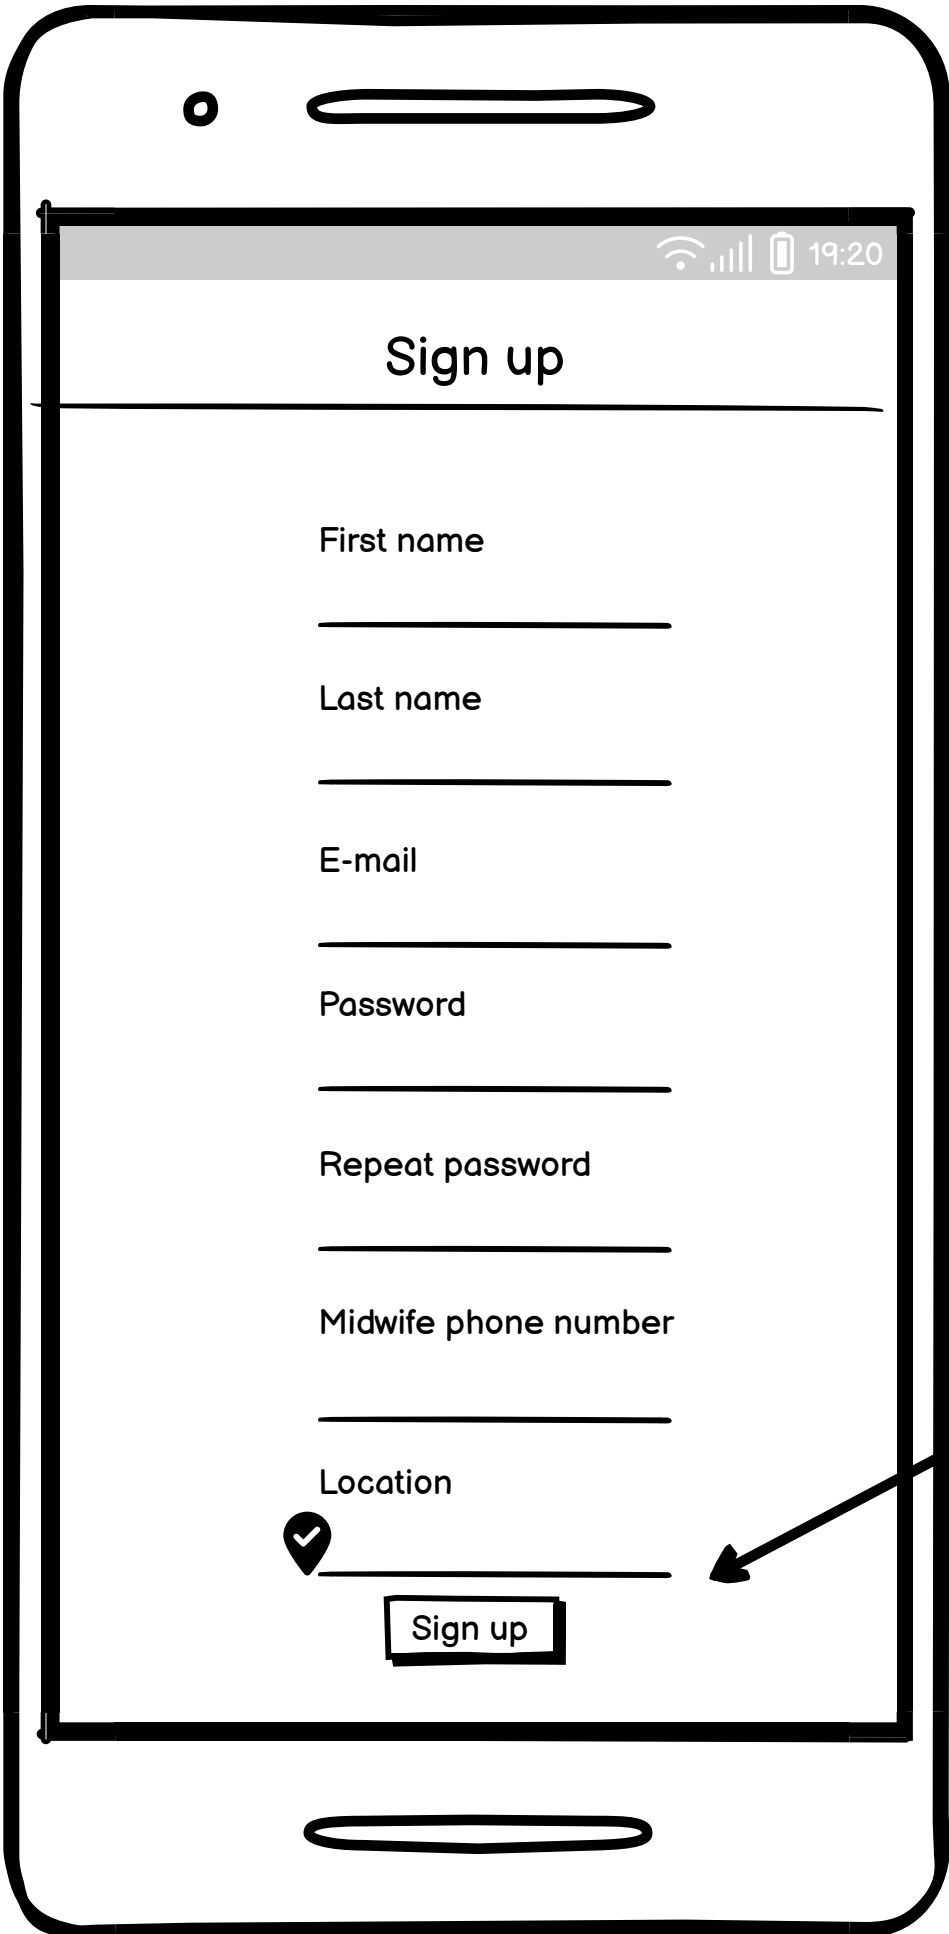 19:20
Sign up
First name
Last name
E-mail
Password
Repeat password
Midwife phone number
Location
Sign up